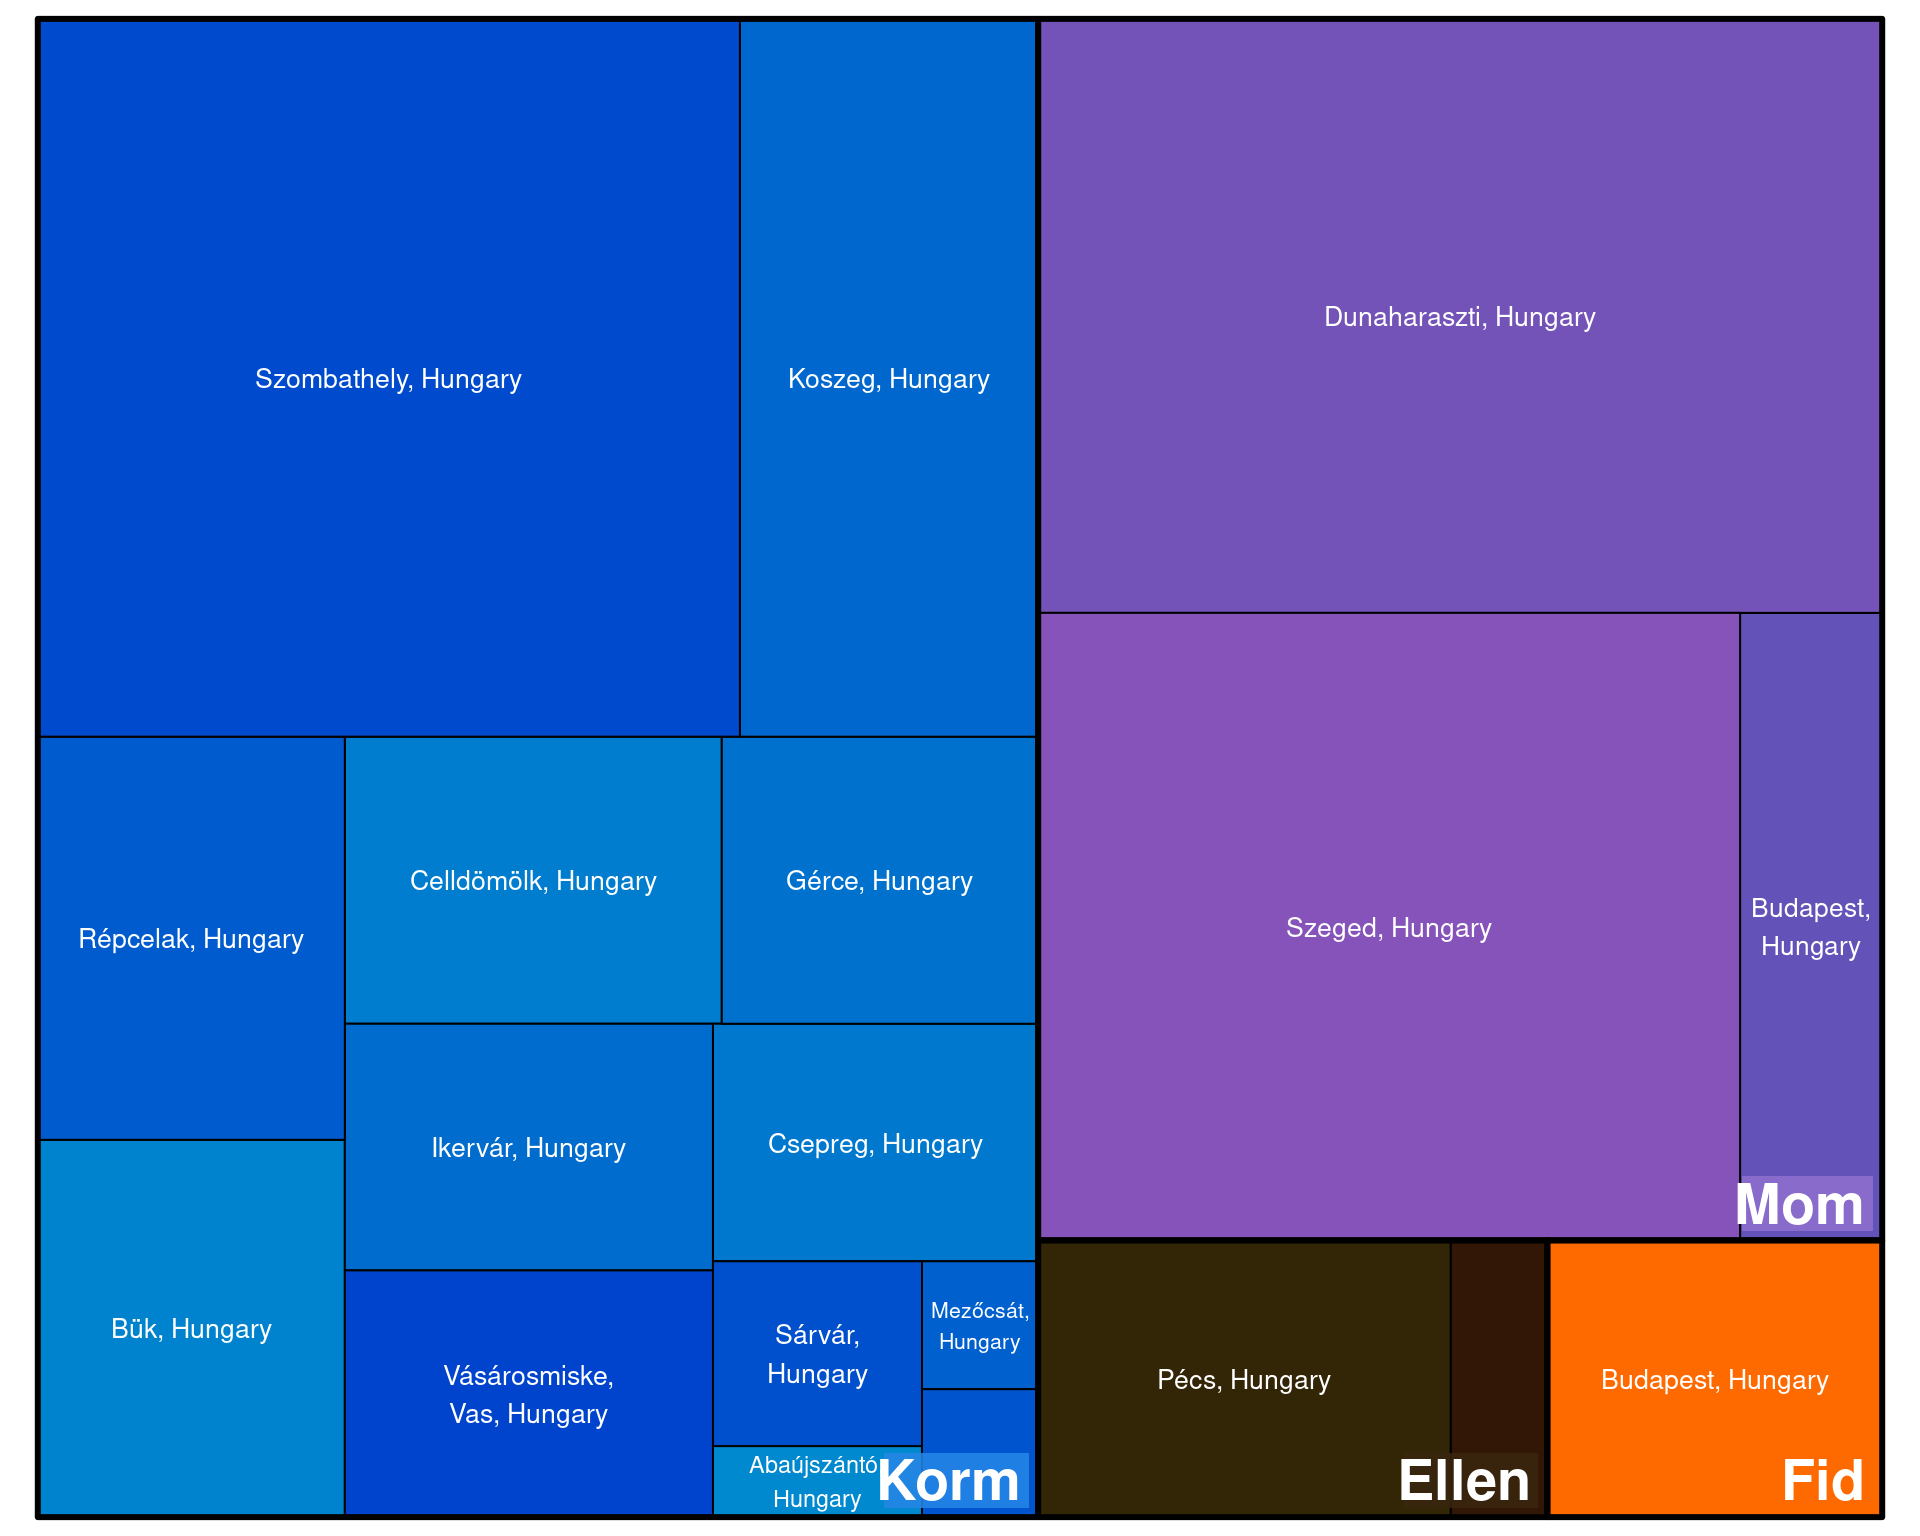 Szombathely, Hungary
Koszeg, Hungary
Dunaharaszti, Hungary
Répcelak, Hungary
Celldömölk, Hungary
Gérce, Hungary
Szeged, Hungary
Budapest,
Hungary
Mom
Ikervár, Hungary
Csepreg, Hungary
Bük, Hungary
Vásárosmiske,
Vas, Hungary
Sárvár,
Hungary
Mezőcsát,
Hungary
Abaújszántó
Hungary
Korm
Pécs, Hungary
Ellen
Budapest, Hungary
Fid